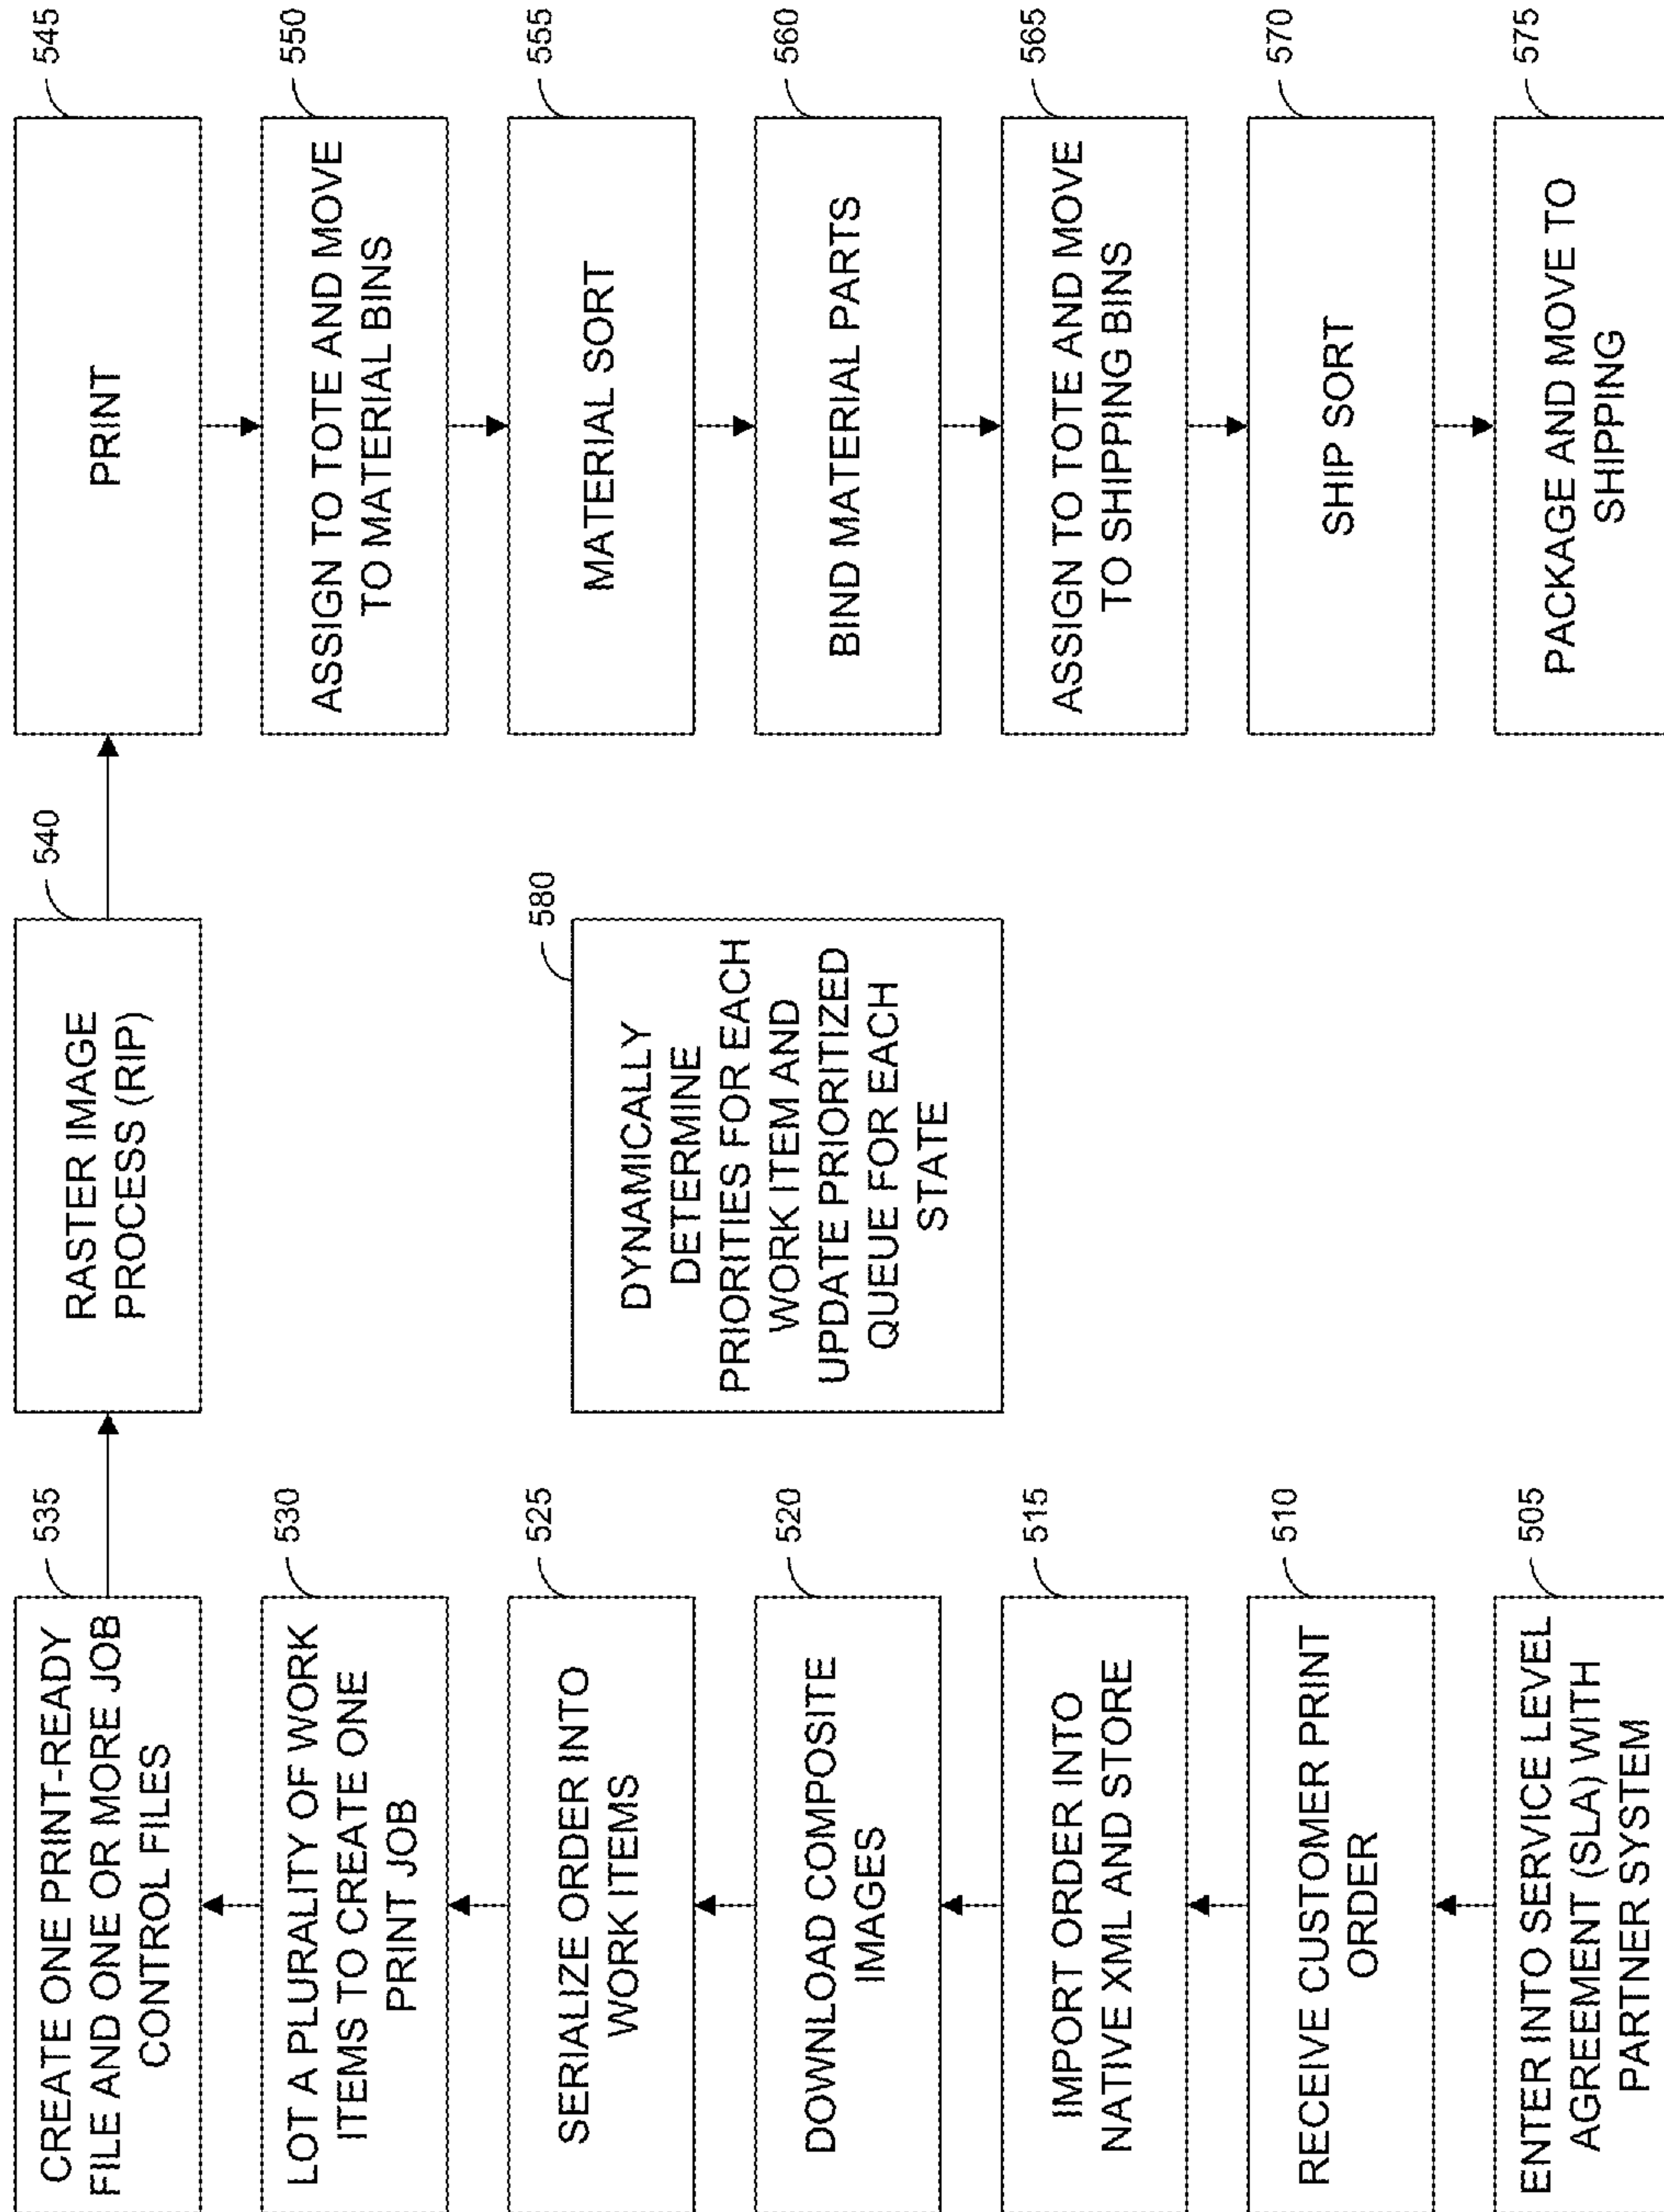 CREATE ONE PRINT-READY
FILE AND ONE OR MORE JOB
CONTROL FILES
535
LOT A PLURALITY OF WORK
ITEMS TO CREATE ONE
PRINT JOB
530
SERIALIZE ORDER INTO
WORK ITEMS
525
DOWNLOAD COMPOSITE
IMAGES
520
IMPORT ORDER INTO
NATIVE XML AND STORE
515
RECEIVE CUSTOMER PRINT
ORDER
510
ENTER INTO SERVICE LEVEL
AGREEMENT (SLA) WITH
PARTNER SYSTEM
505
RASTER IMAGE
PROCESS (RIP)
540
DYNAMICALLY
DETERMINE
PRIORITIES FOR EACH
WORK ITEM AND
UPDATE PRIORITIZED
QUEUE FOR EACH
STATE
580
PRINT
545
ASSIGN TO TOTE AND MOVE
TO MATERIAL BINS
550
MATERIAL SORT
555
BIND MATERIAL PARTS
560
ASSIGN TO TOTE AND MOVE
TO SHIPPING BINS
565
SHIP SORT
570
PACKAGE AND MOVE TO
SHIPPING
575